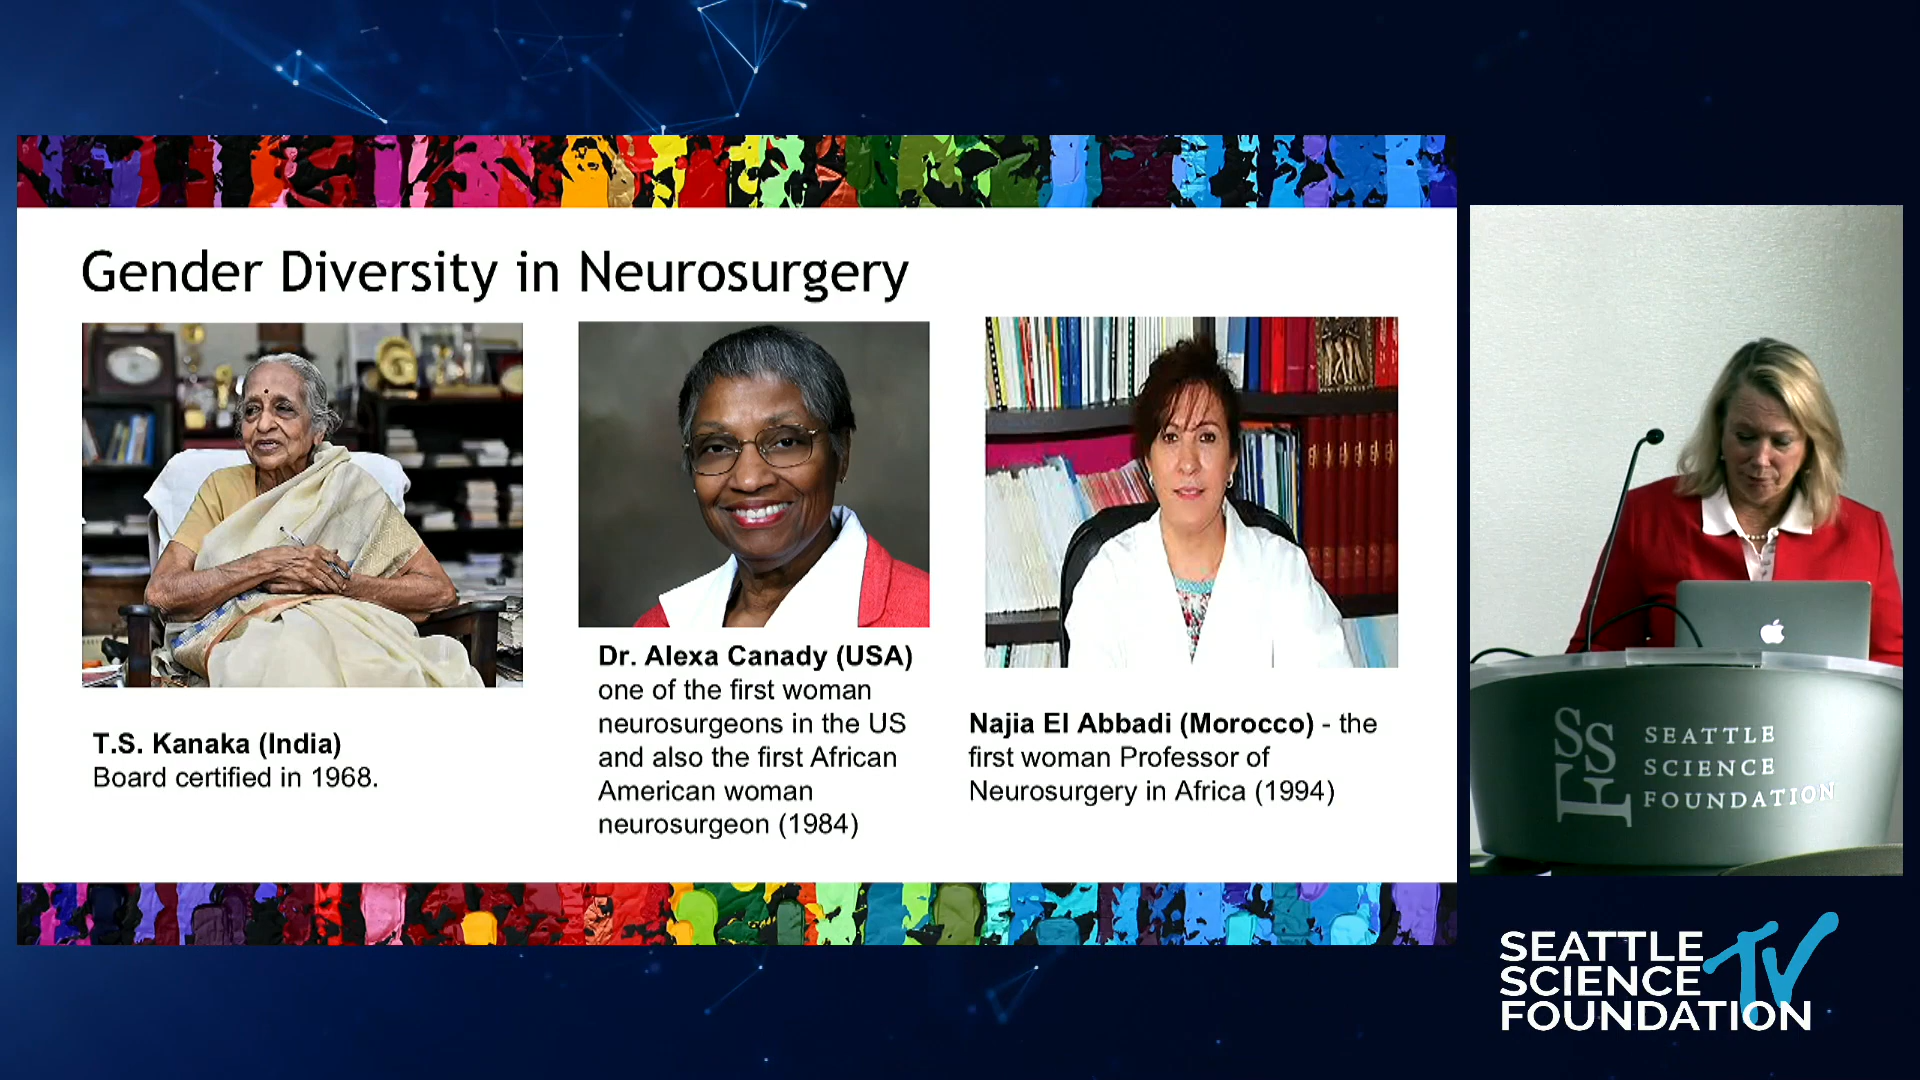 Gender Diversity in Neurosurgery
T.S. Kanaka (India)
Board certified in 1968.
Dr. Alexa Canady (USA)
one of the first woman
neurosurgeons in the US
and also the first African
American woman
neurosurgeon (1984)
Najia El Abbadi (Morocco) - the
first woman Professor of
Neurosurgery in Africa (1994)
SSF
SEATTLE
SCIENCE
FOUNDATION
SEATTLE
SCIENCE
FOUNDATION
TV